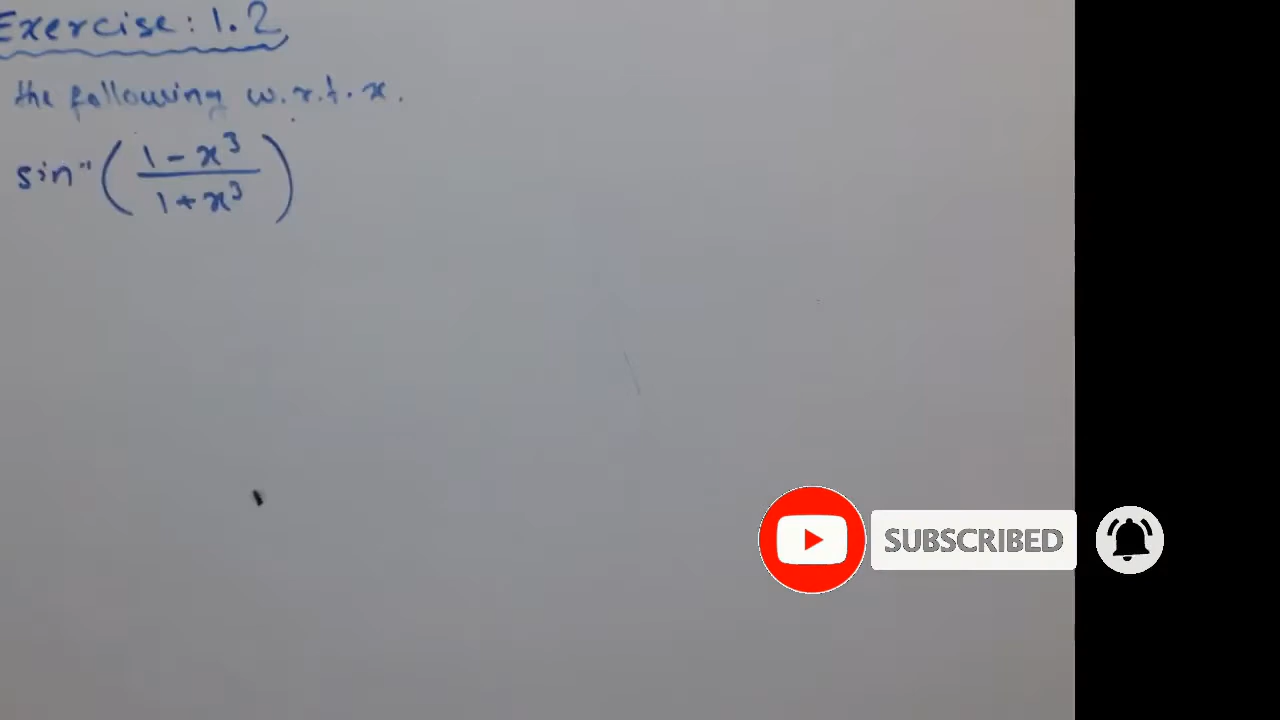 Exercise: 1.2
the following w.r.t. x.
sin⁻¹ ( (1 - x³) / (1 + x³) )
SUBSCRIBED